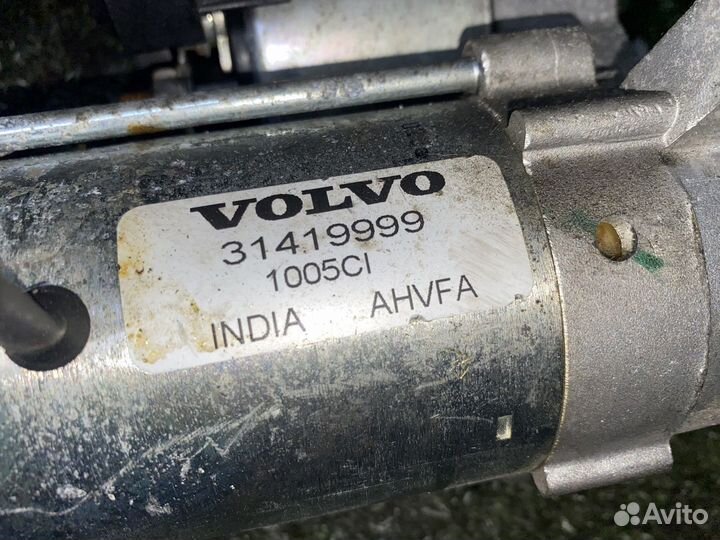 VOLVO
31419999
1005CI
INDIA AHVFA
Avito